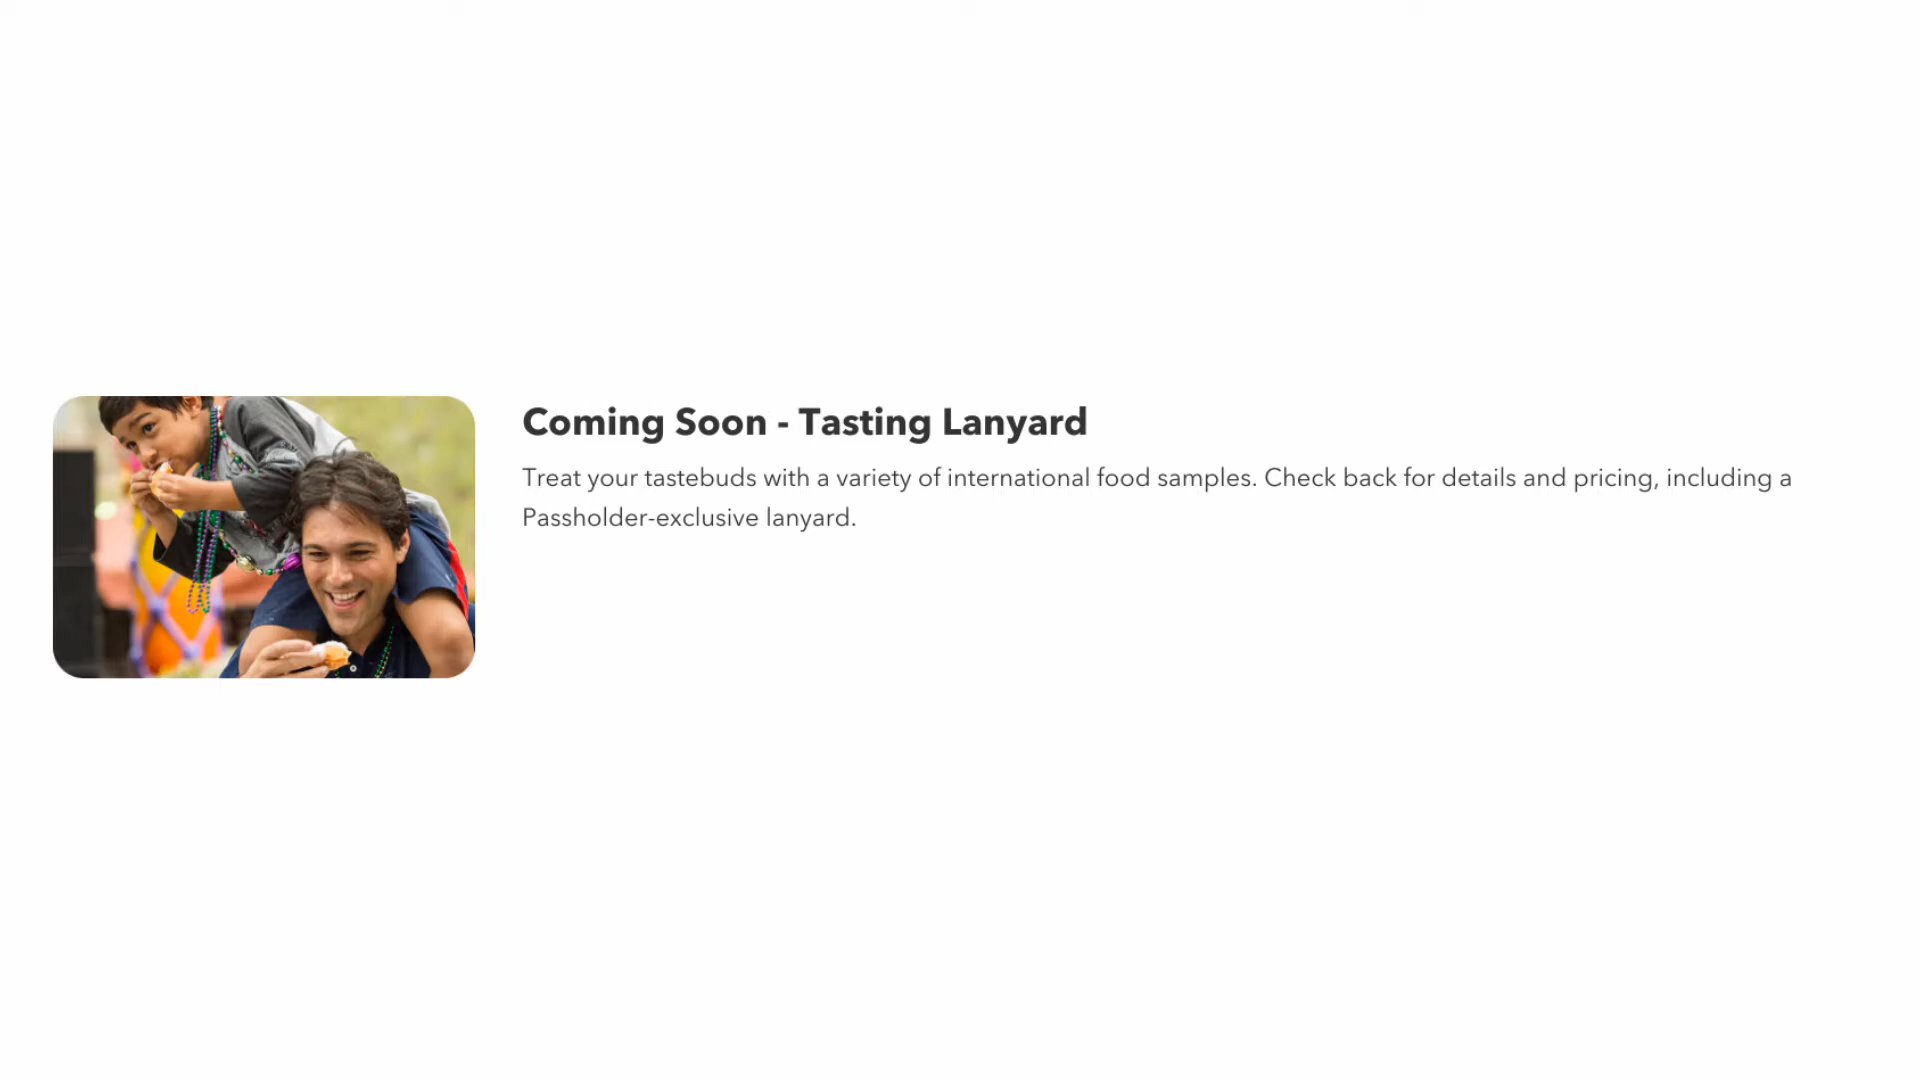 Coming Soon - Tasting Lanyard
Treat your tastebuds with a variety of international food samples. Check back for details and pricing, including a
Passholder-exclusive lanyard.